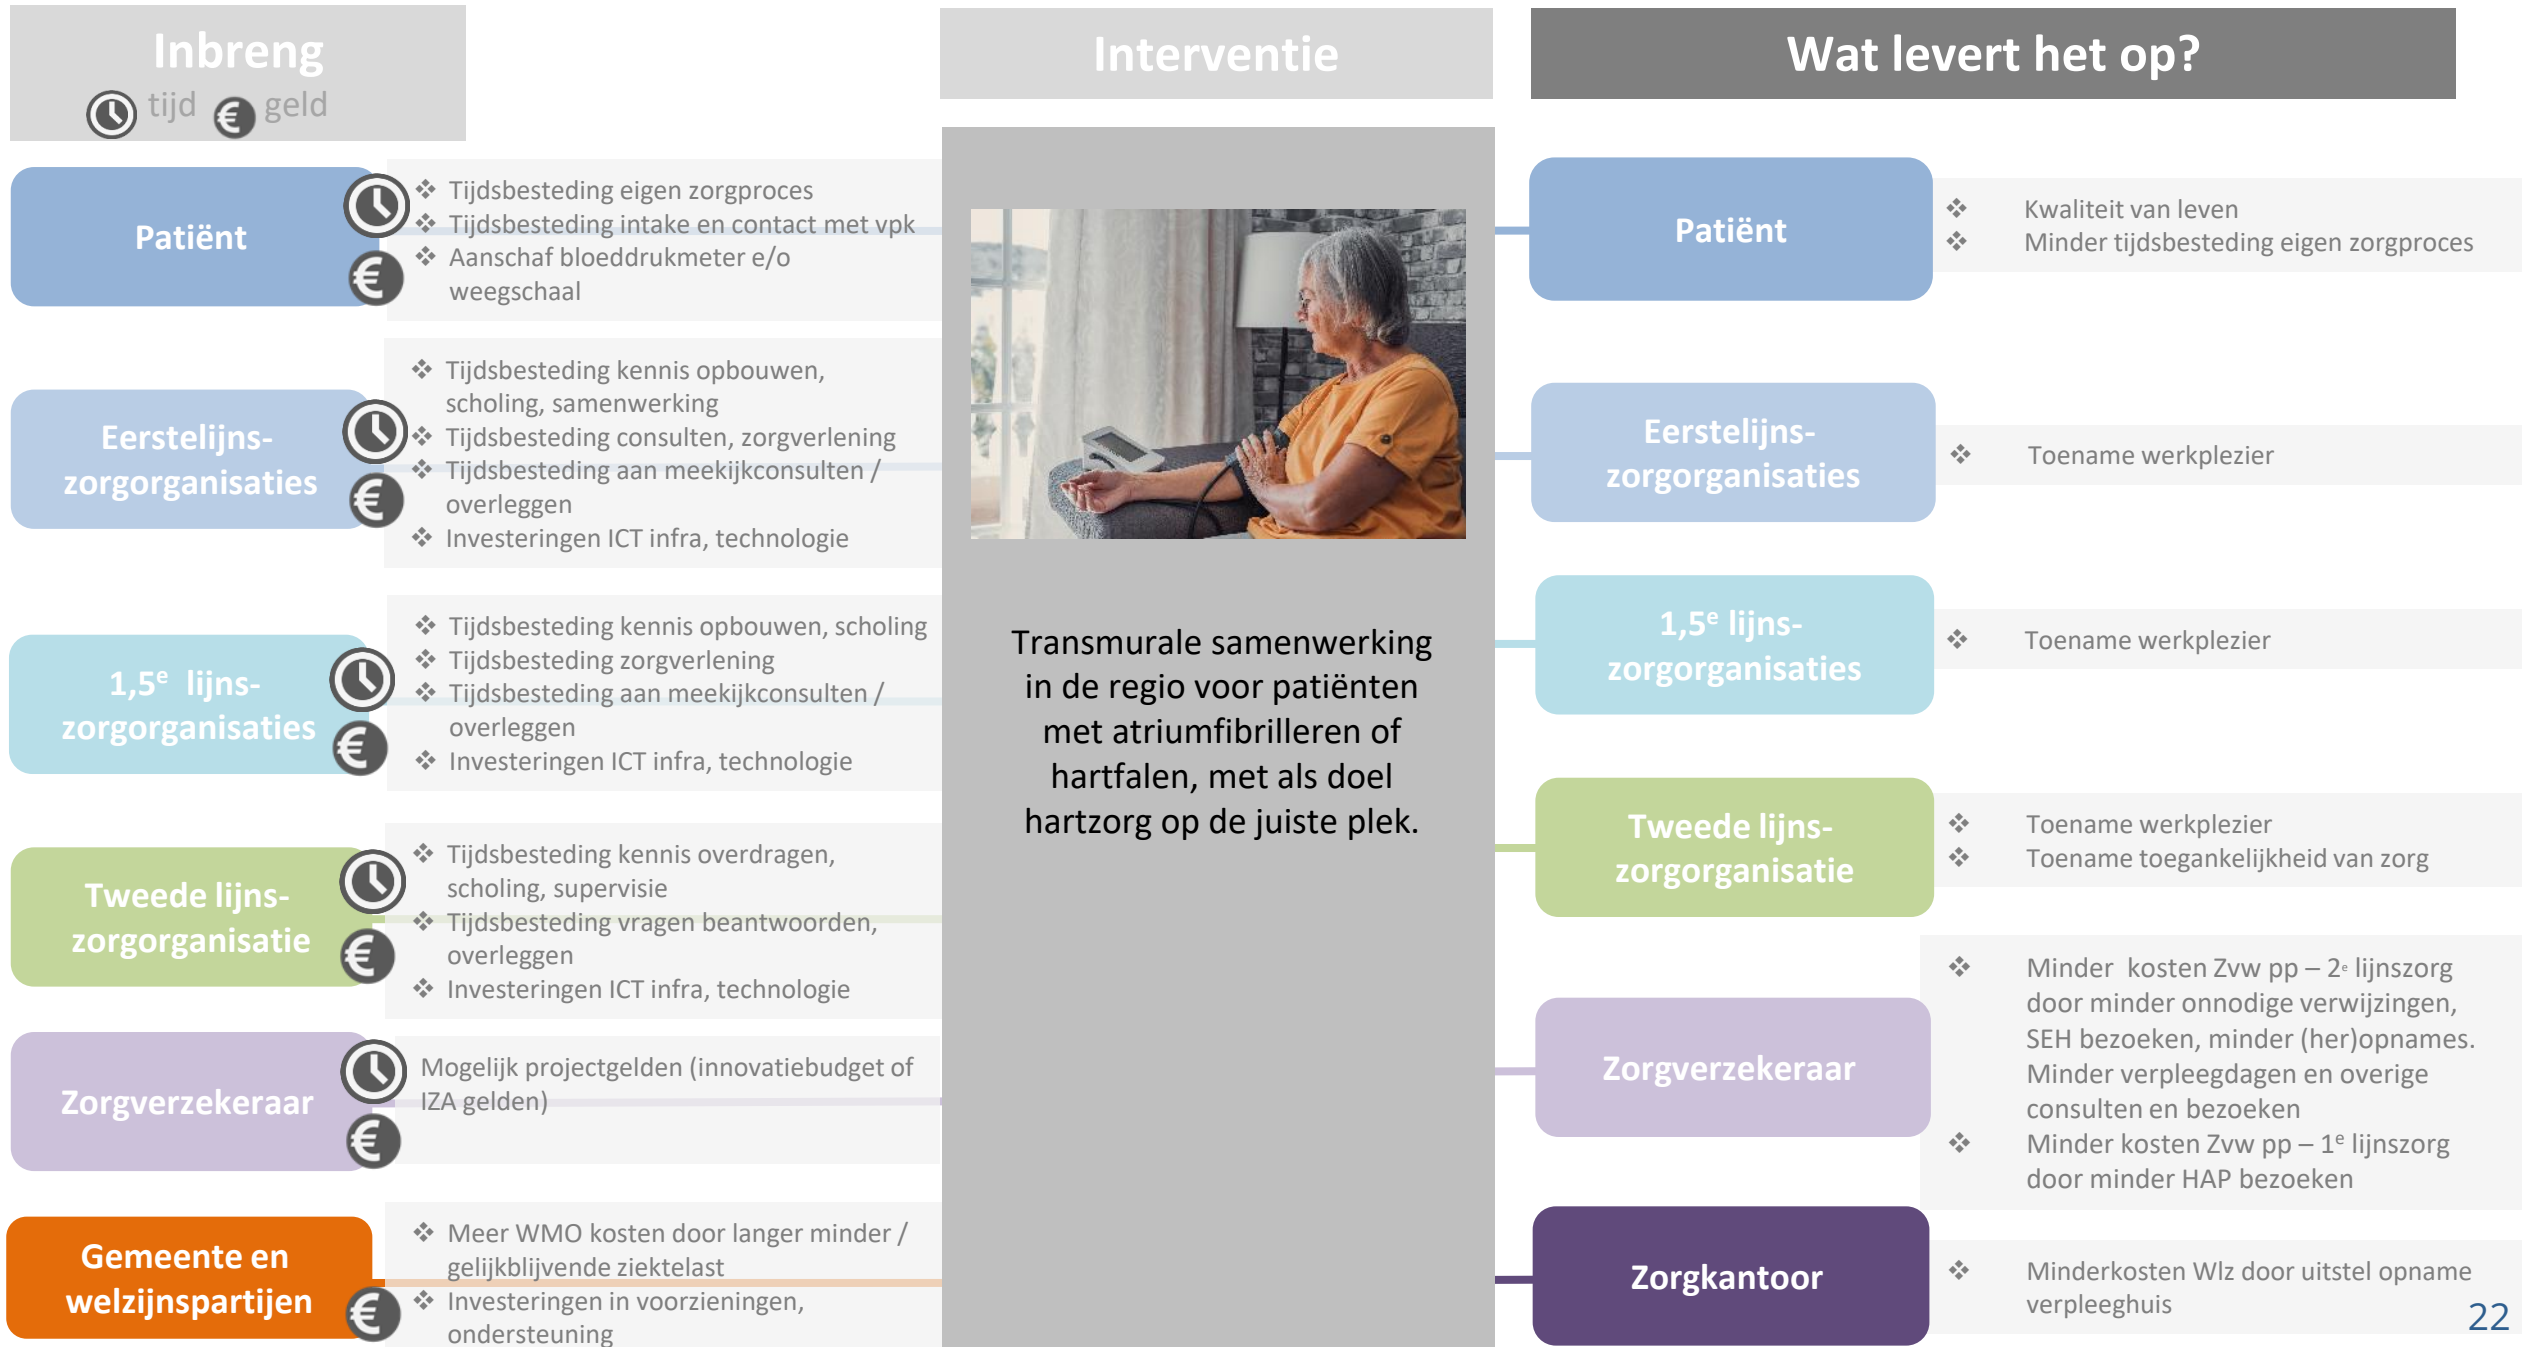 Inbreng
tijd geld
Interventie
Wat levert het op?
Patiënt
❖ Tijdsbesteding eigen zorgproces
❖ Tijdsbesteding intake en contact met vpk
❖ Aanschaf bloeddrukmeter e/o
weegschaal
Eerstelijns-
zorgorganisaties
❖ Tijdsbesteding kennis opbouwen,
scholing, samenwerking
❖ Tijdsbesteding consulten, zorgverlening
❖ Tijdsbesteding aan meekijkconsulten /
overleggen
❖ Investeringen ICT infra, technologie
1,5e lijns-
zorgorganisaties
❖ Tijdsbesteding kennis opbouwen, scholing
❖ Tijdsbesteding zorgverlening
❖ Tijdsbesteding aan meekijkconsulten /
overleggen
❖ Investeringen ICT infra, technologie
Tweede lijns-
zorgorganisatie
❖ Tijdsbesteding kennis overdragen,
scholing, supervisie
❖ Tijdsbesteding vragen beantwoorden,
overleggen
❖ Investeringen ICT infra, technologie
Zorgverzekeraar
Mogelijk projectgelden (innovatiebudget of
IZA gelden)
Gemeente en
welzijnspartijen
❖ Meer WMO kosten door langer minder /
gelijkblijvende ziektelast
❖ Investeringen in voorzieningen,
ondersteuning
Transmurale samenwerking
in de regio voor patiënten
met atriumfibrilleren of
hartfalen, met als doel
hartzorg op de juiste plek.
Patiënt
❖ Kwaliteit van leven
❖ Minder tijdsbesteding eigen zorgproces
Eerstelijns-
zorgorganisaties
❖ Toename werkplezier
1,5e lijns-
zorgorganisaties
❖ Toename werkplezier
Tweede lijns-
zorgorganisatie
❖ Toename werkplezier
❖ Toename toegankelijkheid van zorg
Zorgverzekeraar
❖ Minder kosten Zvw pp – 2e lijnszorg
door minder onnodige verwijzingen,
SEH bezoeken, minder (her)opnames.
Minder verpleegdagen en overige
consulten en bezoeken
❖ Minder kosten Zvw pp – 1e lijnszorg
door minder HAP bezoeken
Zorgkantoor
❖ Minderkosten Wlz door uitstel opname
verpleeghuis
22